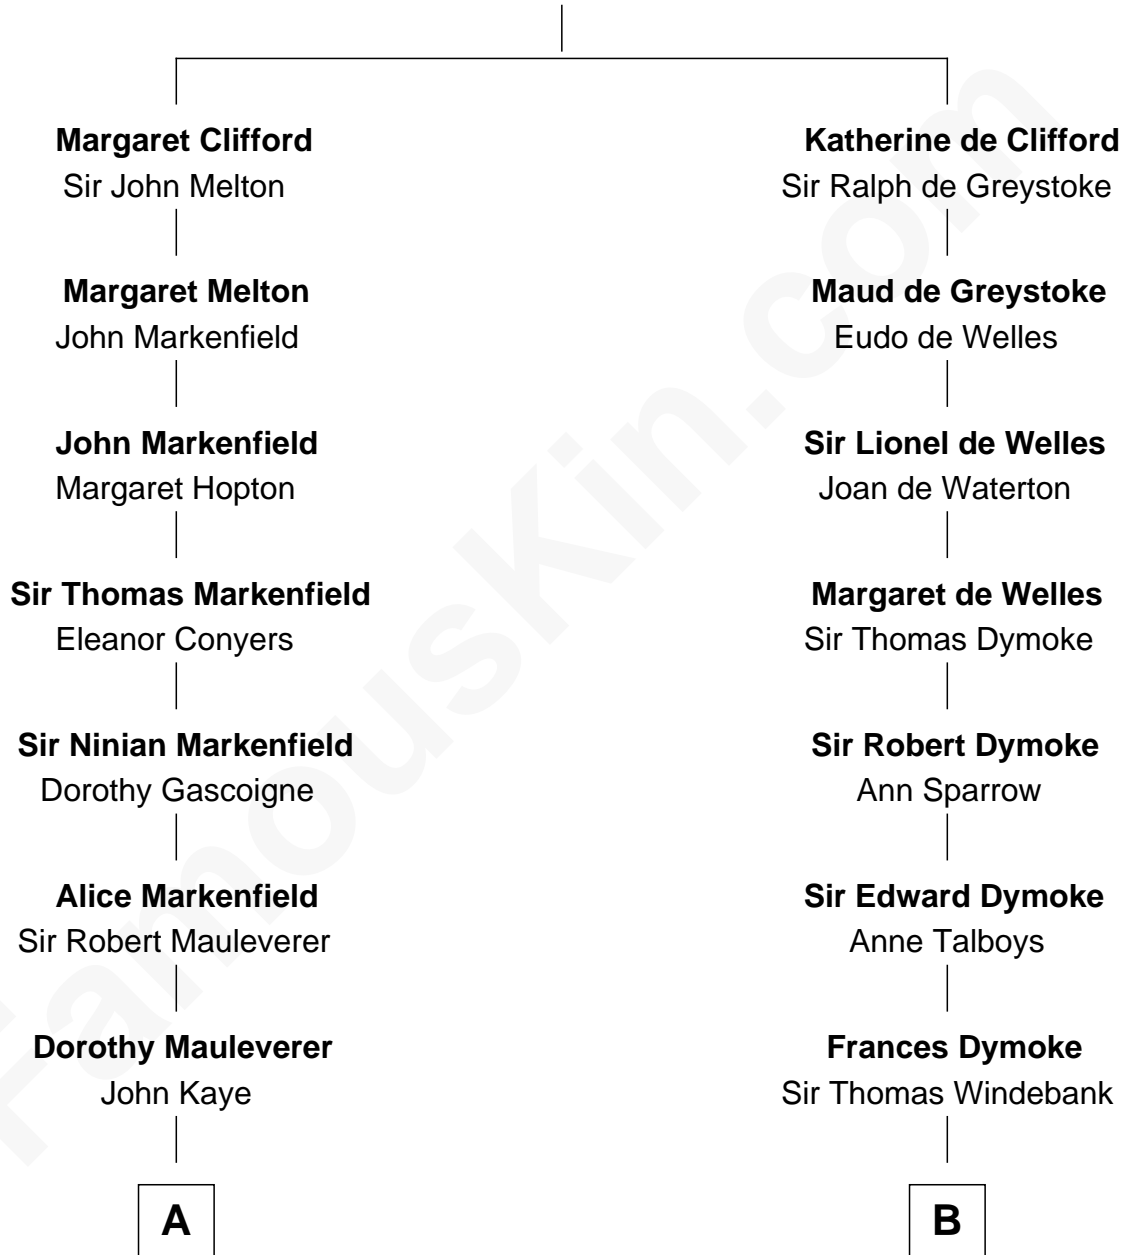 Margaret Clifford
Sir John Melton
Margaret Melton
John Markenfield
John Markenfield
Margaret Hopton
Sir Thomas Markenfield
Eleanor Conyers
Sir Ninian Markenfield
Dorothy Gascoigne
Alice Markenfield
Sir Robert Mauleverer
Dorothy Mauleverer
John Kaye
A
Katherine de Clifford
Sir Ralph de Greystoke
Maud de Greystoke
Eudo de Welles
Sir Lionel de Welles
Joan de Waterton
Margaret de Welles
Sir Thomas Dymoke
Sir Robert Dymoke
Ann Sparrow
Sir Edward Dymoke
Anne Talboys
Frances Dymoke
Sir Thomas Windebank
B
FamousKin.com